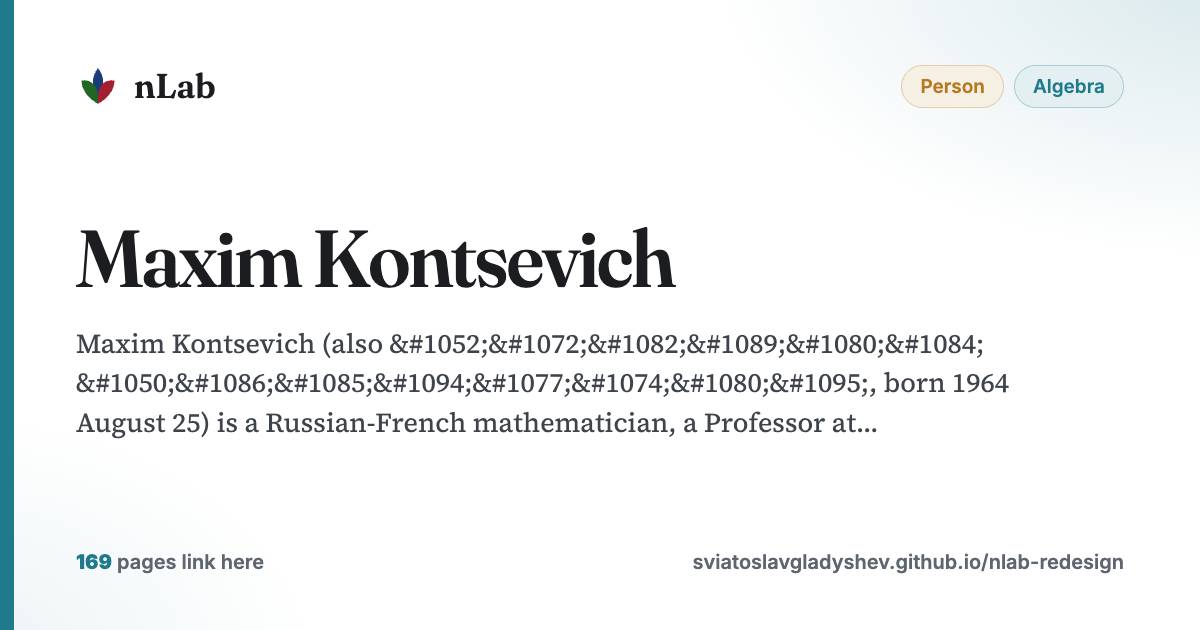 nLab
Person
Algebra
Maxim Kontsevich
Maxim Kontsevich (also &#1052;&#1072;&#1082;&#1089;&#1080;&#1084;
&#1050;&#1086;&#1085;&#1094;&#1077;&#1074;&#1080;&#1095;, born 1964
August 25) is a Russian-French mathematician, a Professor at…
169 pages link here
sviatoslavgladyshev.github.io/nlab-redesign